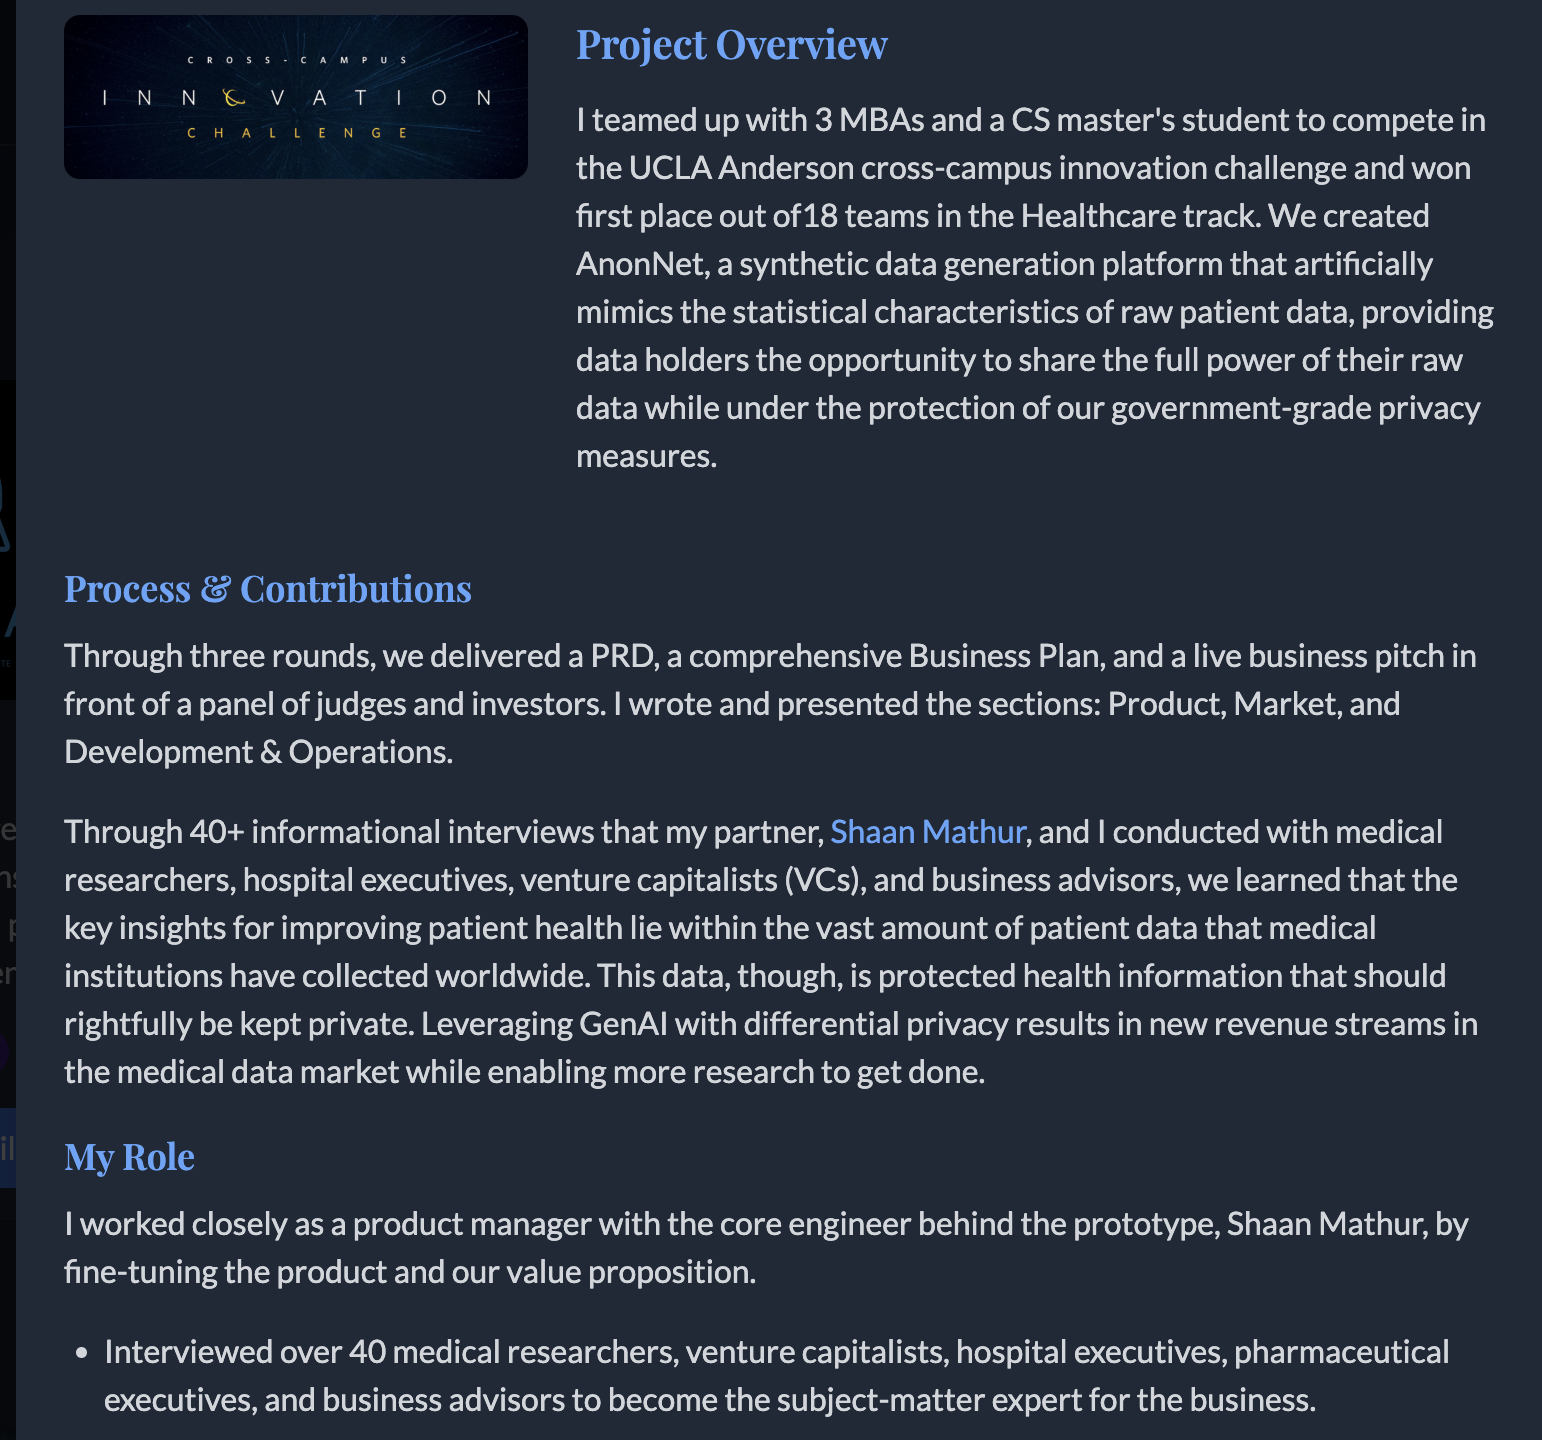 CROSS-CAMPUS
INNOVATION
CHALLENGE
Project Overview
I teamed up with 3 MBAs and a CS master's student to compete in
the UCLA Anderson cross-campus innovation challenge and won
first place out of18 teams in the Healthcare track. We created
AnonNet, a synthetic data generation platform that artificially
mimics the statistical characteristics of raw patient data, providing
data holders the opportunity to share the full power of their raw
data while under the protection of our government-grade privacy
measures.
Process & Contributions
Through three rounds, we delivered a PRD, a comprehensive Business Plan, and a live business pitch in
front of a panel of judges and investors. I wrote and presented the sections: Product, Market, and
Development & Operations.
Through 40+ informational interviews that my partner, Shaan Mathur, and I conducted with medical
researchers, hospital executives, venture capitalists (VCs), and business advisors, we learned that the
key insights for improving patient health lie within the vast amount of patient data that medical
institutions have collected worldwide. This data, though, is protected health information that should
rightfully be kept private. Leveraging GenAI with differential privacy results in new revenue streams in
the medical data market while enabling more research to get done.
My Role
I worked closely as a product manager with the core engineer behind the prototype, Shaan Mathur, by
fine-tuning the product and our value proposition.
• Interviewed over 40 medical researchers, venture capitalists, hospital executives, pharmaceutical
executives, and business advisors to become the subject-matter expert for the business.